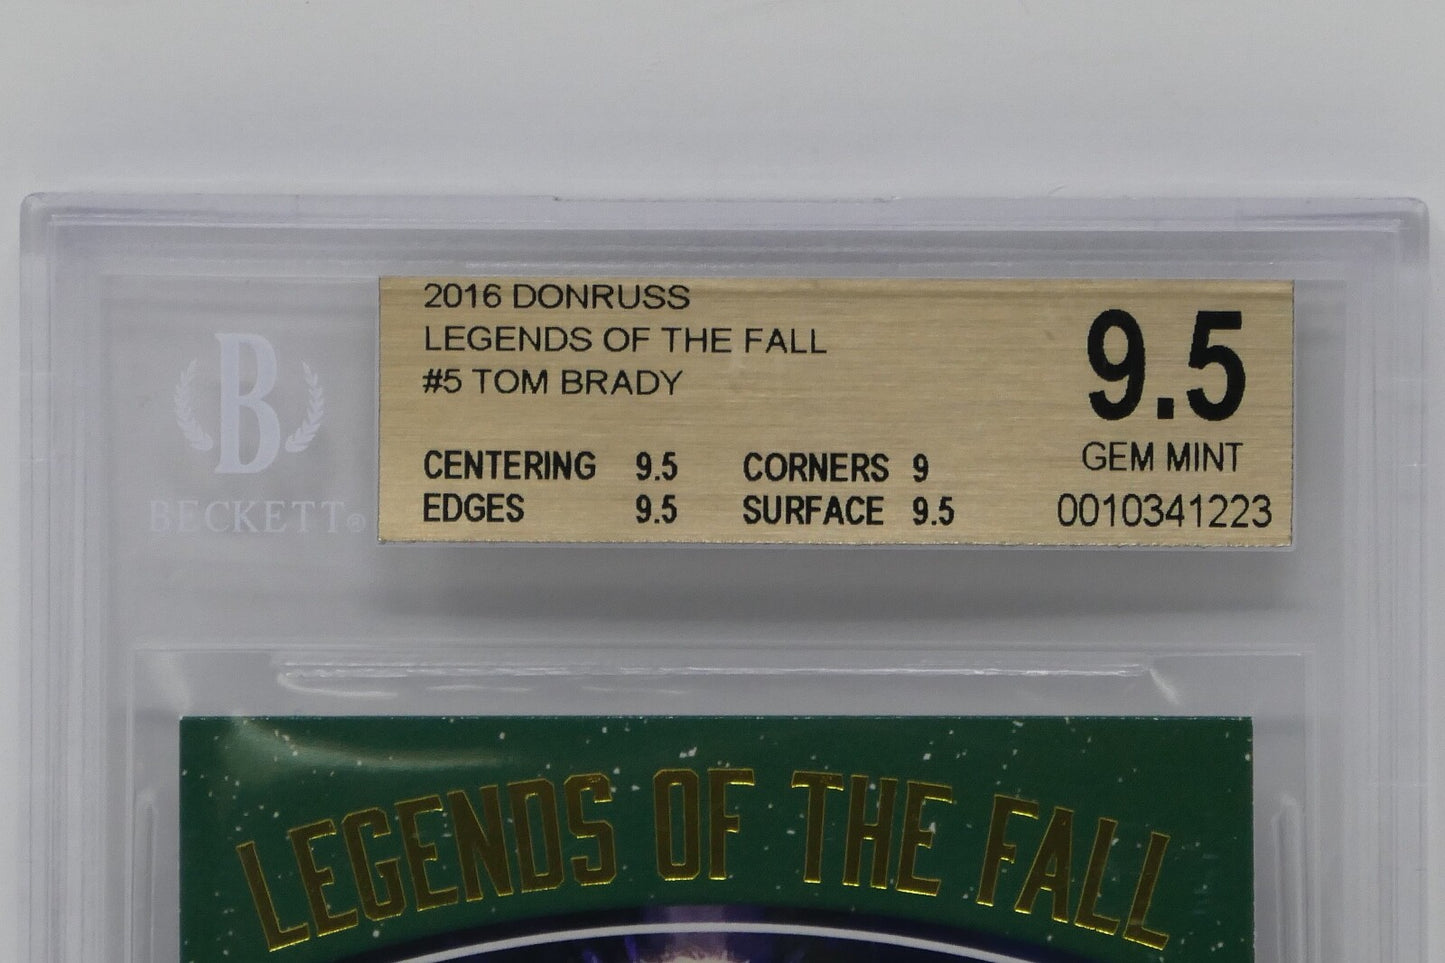 2016 DONRUSS
LEGENDS OF THE FALL
#5 TOM BRADY
9.5
GEM MINT
0010341223
CENTERING 9.5 CORNERS 9
EDGES 9.5 SURFACE 9.5
B
BECKETT®
LEGENDS OF THE FALL